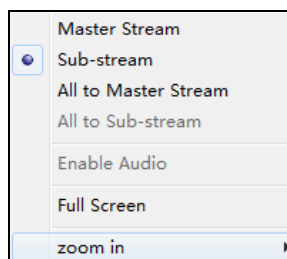 Master Stream
Sub-stream
All to Master Stream
All to Sub-stream
Enable Audio
Full Screen
zoom in